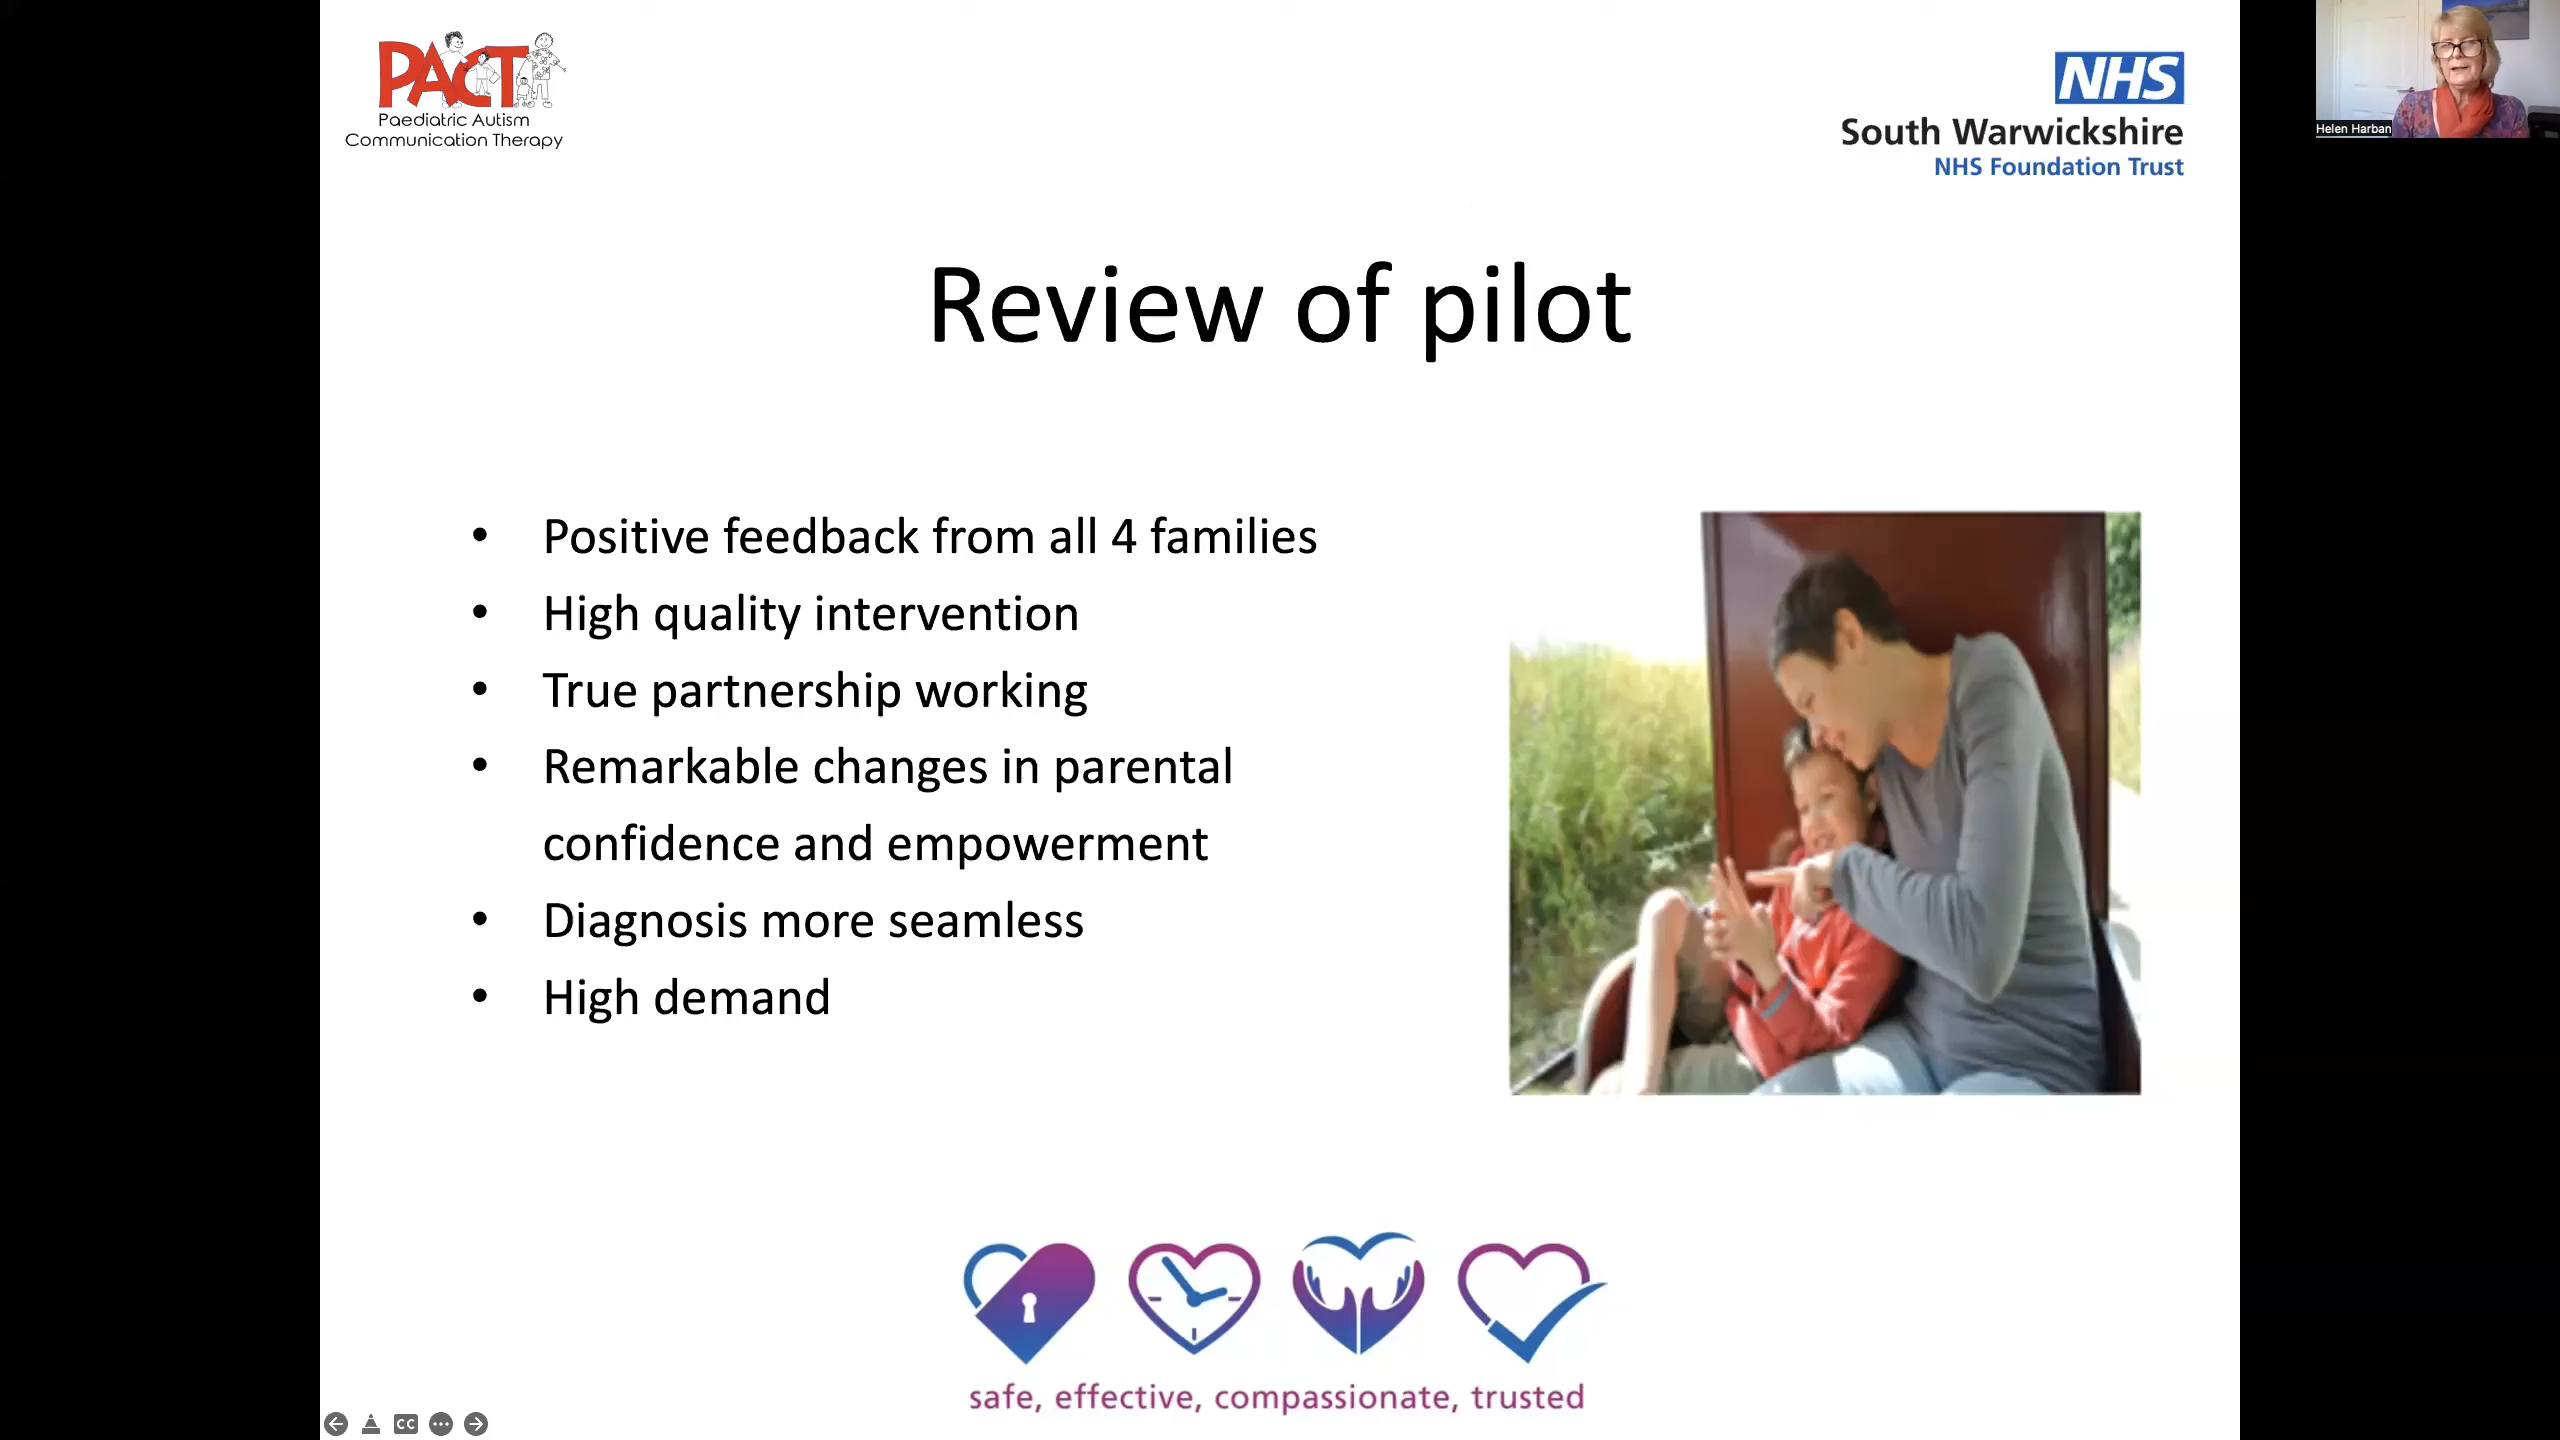 PACT
Paediatric Autism
Communication Therapy
NHS
South Warwickshire
NHS Foundation Trust
Helen Harban
Review of pilot
• Positive feedback from all 4 families
• High quality intervention
• True partnership working
• Remarkable changes in parental
confidence and empowerment
• Diagnosis more seamless
• High demand
safe, effective, compassionate, trusted
CC